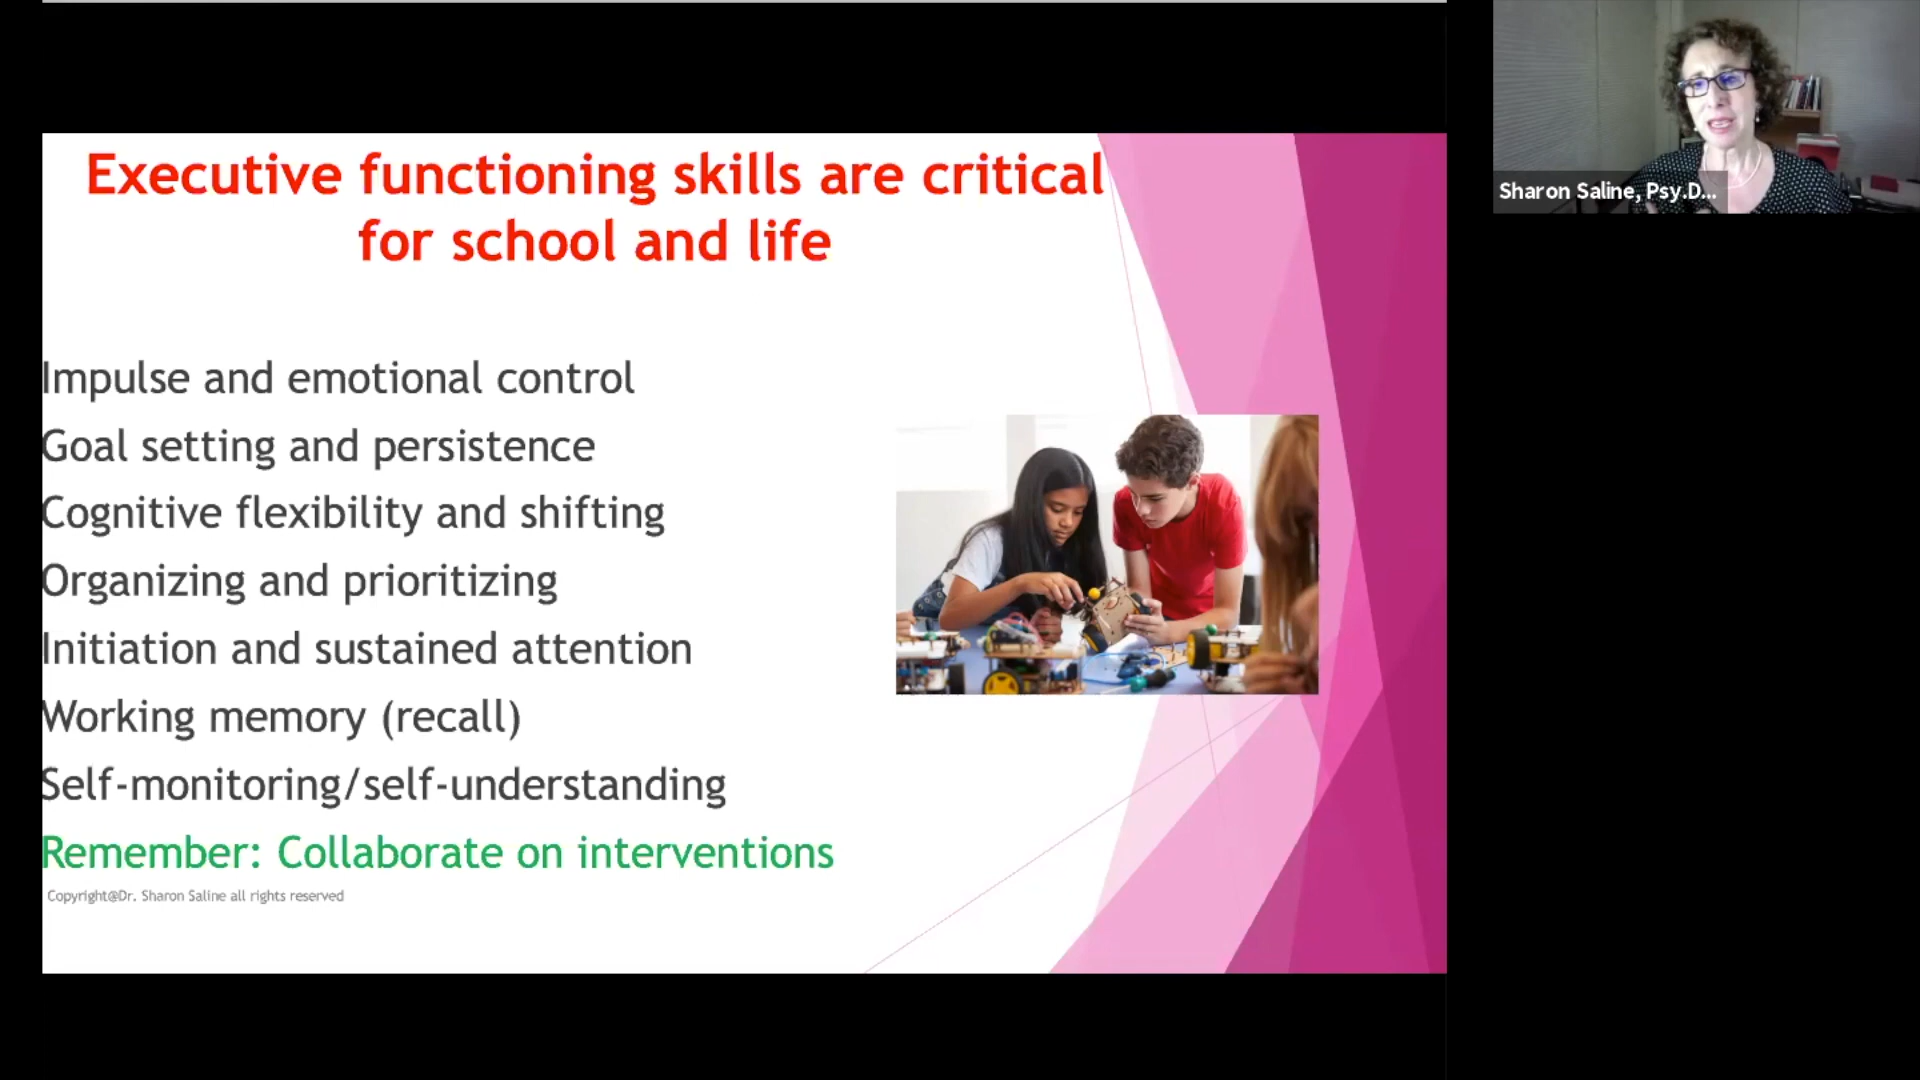 Executive functioning skills are critical
for school and life
Impulse and emotional control
Goal setting and persistence
Cognitive flexibility and shifting
Organizing and prioritizing
Initiation and sustained attention
Working memory (recall)
Self-monitoring/self-understanding
Remember: Collaborate on interventions
Copyright@Dr. Sharon Saline all rights reserved
Sharon Saline, Psy.D...